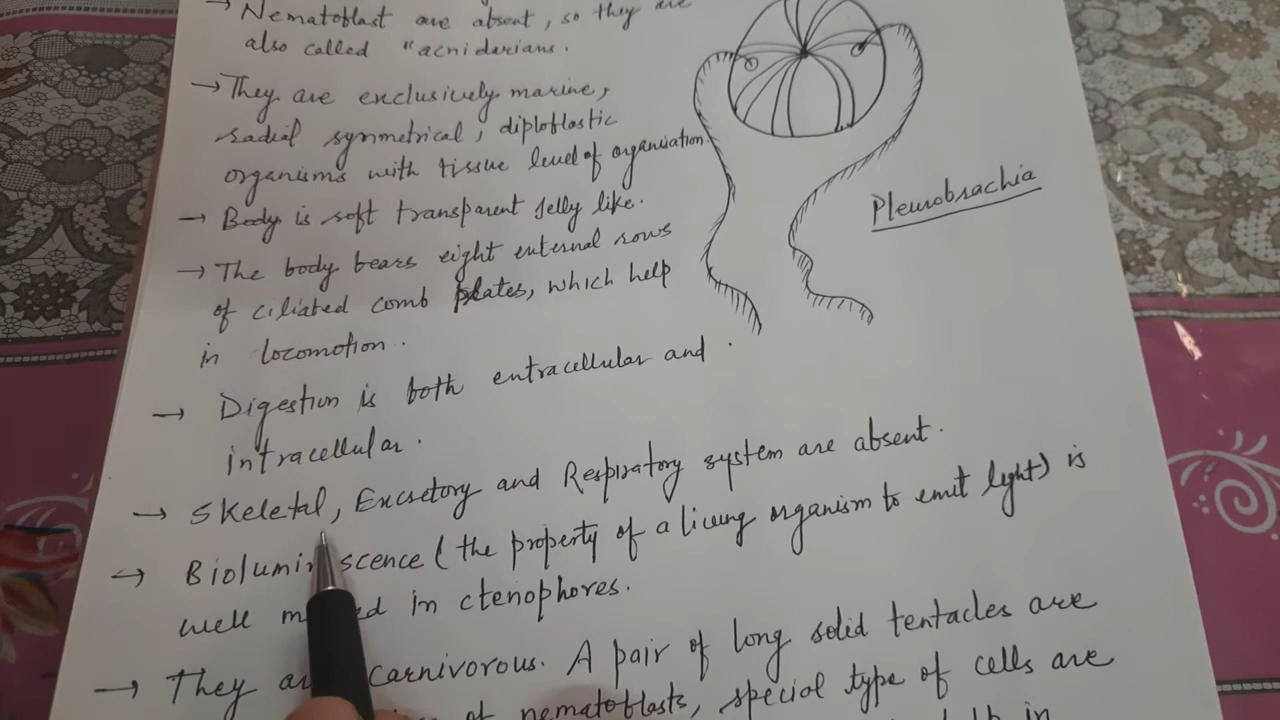 → Nematoblast are absent, so they are
also called "acnidarians.
→ They are exclusively marine,
radial symmetrical, diploblastic
organisms with tissue level of organisation.
→ Body is soft transparent jelly like.
→ The body bears eight external rows
of ciliated comb plates, which help
in locomotion.
Pleurobrachia
→ Digestion is both extracellular and
intracellular.
→ Skeletal, Excretory and Respiratory system are absent.
→ Bioluminscence (the property of a living organism to emit light) is
well in ctenophores.
→ They carnivorous. A pair of long solid tentacles are
of nematoblasts, special type of cells are
in